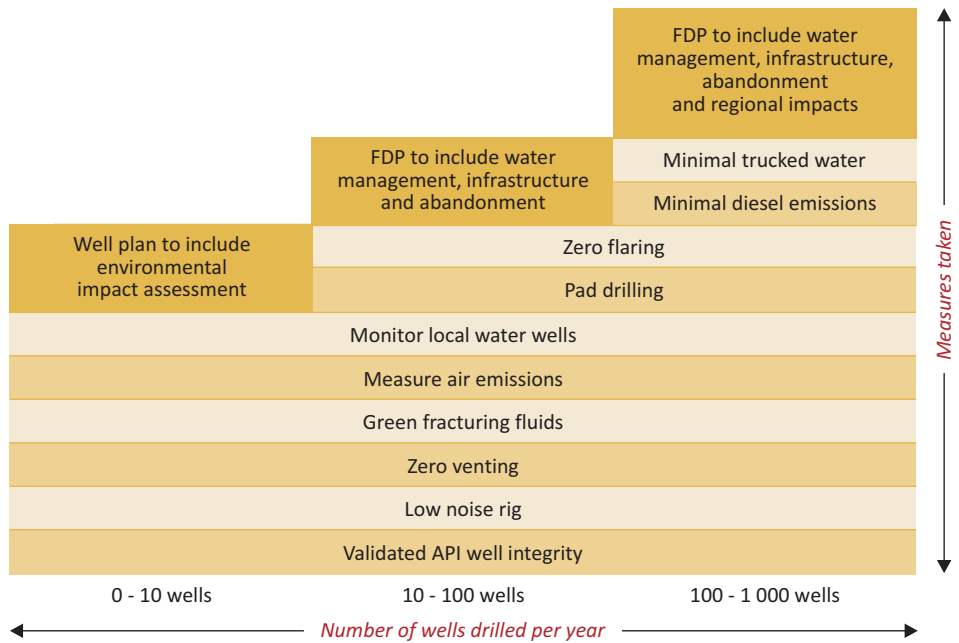 FDP to include water
management, infrastructure,
abandonment
and regional impacts
FDP to include water
management, infrastructure
and abandonment
Minimal trucked water
Minimal diesel emissions
Well plan to include
environmental
impact assessment
Zero flaring
Pad drilling
Monitor local water wells
Measure air emissions
Green fracturing fluids
Zero venting
Low noise rig
Validated API well integrity
0 - 10 wells
10 - 100 wells
100 - 1 000 wells
Number of wells drilled per year
Measures taken